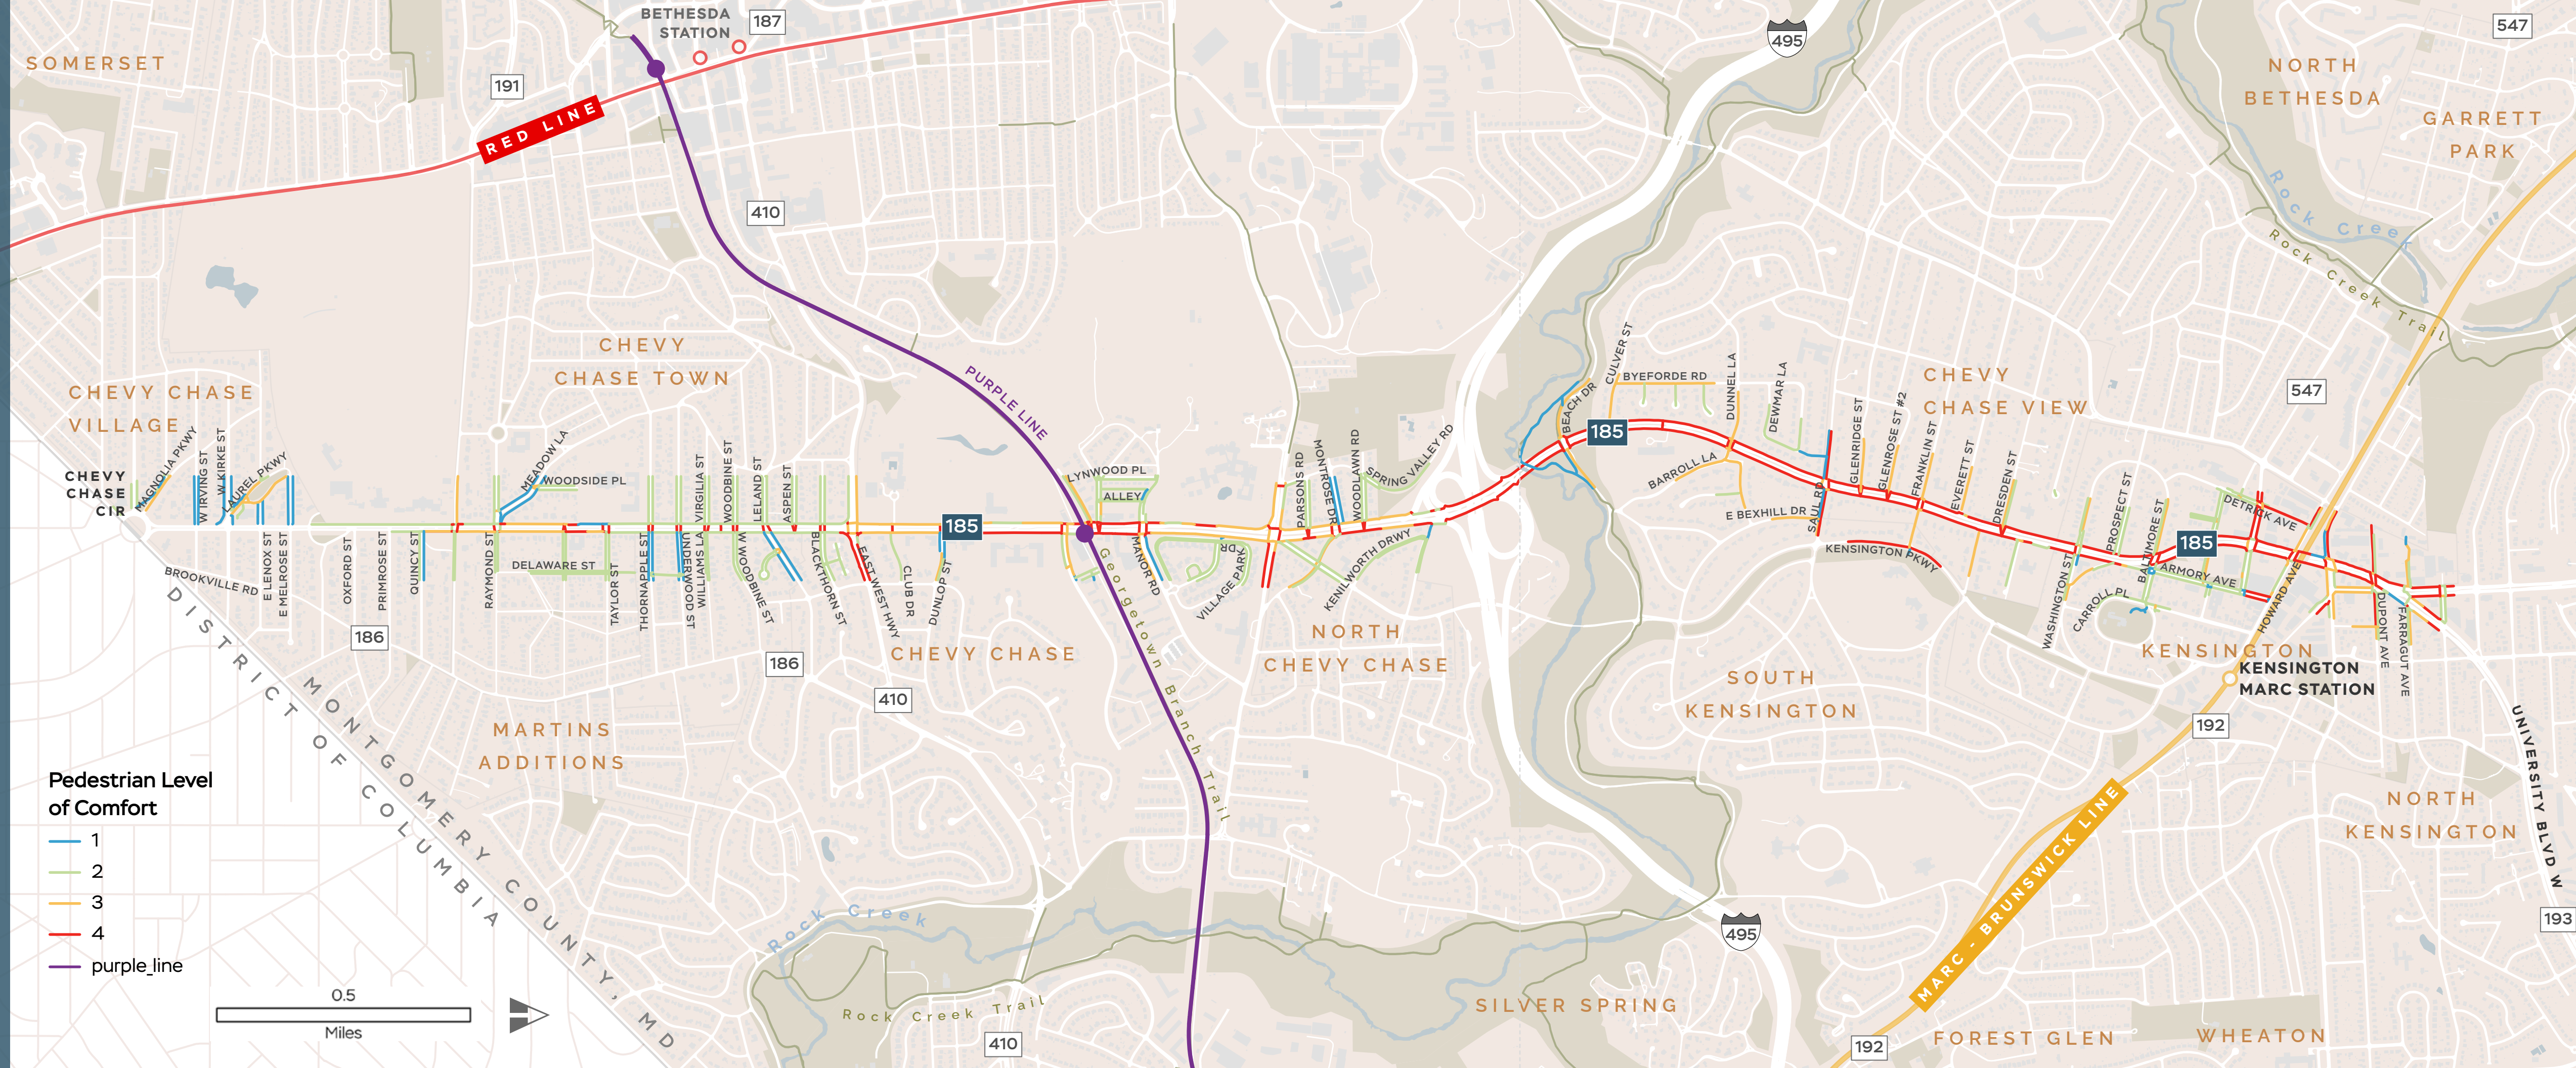 BETHESDA
STATION
187
495
547
SOMERSET
191
RED LINE
NORTH
BETHESDA
GARRETT
PARK
410
Rock Creek
Rock Creek Trail
CHEVY
CHASE TOWN
PURPLE LINE
CHEVY CHASE
VILLAGE
CHEVY
CHASE VIEW
547
CHEVY
CHASE
CIR
MAGNOLIA PKWY
W IRVING ST
W KIRKE ST
LAUREL PKWY
MEADOW LA
WOODSIDE PL
VIRGILIA ST
WOODBINE ST
LELAND ST
ASPEN ST
LYNWOOD PL
ALLEY
PARSONS RD
MONTROSE DR
WOODLAWN RD
SPRING VALLEY RD
BEACH DR
CULVER ST
BYEFORDE RD
DUNNEL LA
DEWMAR LA
GLENRIDGE ST
GLENROSE ST #2
FRANKLIN ST
EVERETT ST
DRESDEN ST
PROSPECT ST
BALTIMORE ST
DETRICK AVE
185
185
185
BROOKVILLE RD
E LENOX ST
E MELROSE ST
OXFORD ST
PRIMROSE ST
QUINCY ST
RAYMOND ST
DELAWARE ST
TAYLOR ST
THORNAPPLE ST
UNDERWOOD ST
WILLIAMS LA
W WOODBINE ST
BLACKTHORN ST
EAST WEST HWY
CLUB DR
DUNLOP ST
MANOR RD
VILLAGE PARK DR
KENILWORTH DRWY
BARROLL LA
E BEXHILL DR
SAUL RD
KENSINGTON PKWY
WASHINGTON ST
CARROLL PL
ARMORY AVE
HOWARD AVE
DUPONT AVE
FARRAGUT AVE
186
186
410
CHEVY CHASE
Georgetown Branch Trail
NORTH
CHEVY CHASE
SOUTH
KENSINGTON
KENSINGTON
KENSINGTON
MARC STATION
192
UNIVERSITY BLVD W
MARTINS
ADDITIONS
MONTGOMERY COUNTY, MD
DISTRICT OF COLUMBIA
NORTH
KENSINGTON
MARC - BRUNSWICK LINE
193
Pedestrian Level
of Comfort
1
2
3
4
purple_line
0.5
Miles
Rock Creek
Rock Creek Trail
410
495
SILVER SPRING
192
FOREST GLEN
WHEATON